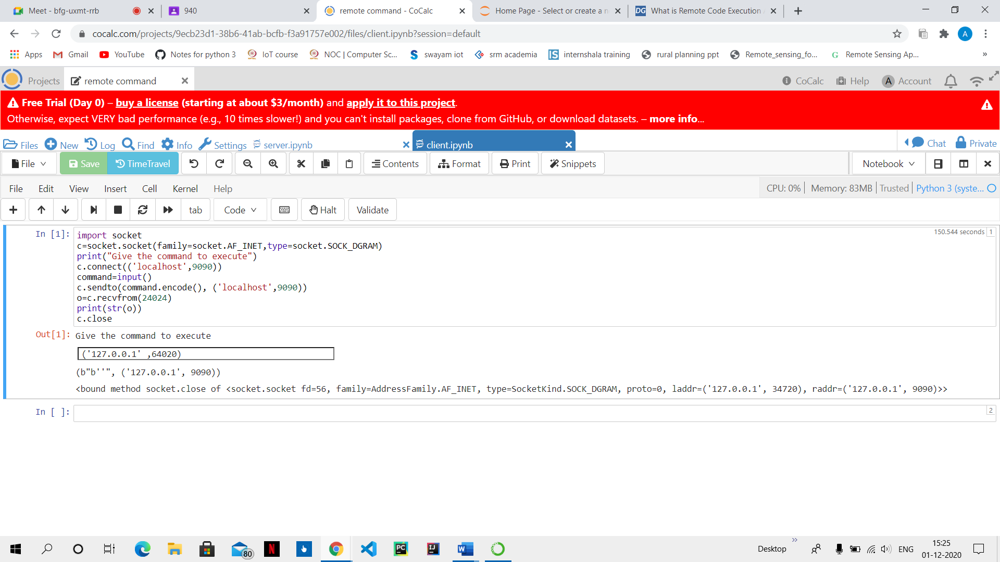 Meet - bfg-uxmt-rrb
940
remote command - CoCalc
Home Page - Select or create a n
What is Remote Code Execution
cocalc.com/projects/9ecb23d1-38b6-41ab-bcfb-f3a91757e002/files/client.ipynb?session=default
A
Apps Gmail YouTube Notes for python 3 IoT course NOC | Computer Sc... swayam iot srm academia internshala training rural planning ppt Remote_sensing_fo... Remote Sensing Ap... »
Projects remote command CoCalc Help A Account
Free Trial (Day 0) – buy a license (starting at about $3/month) and apply it to this project.
Otherwise, expect VERY bad performance (e.g., 10 times slower!) and you can't install packages, clone from GitHub, or download datasets. – more info...
Files New Log Find Info Settings server.ipynb client.ipynb Chat Private
File Save TimeTravel Contents Format Print Snippets Notebook
File Edit View Insert Cell Kernel Help CPU: 0% Memory: 83MB Trusted Python 3 (syste...
tab Code Halt Validate
In [1]: import socket 150.544 seconds 1
c=socket.socket(family=socket.AF_INET,type=socket.SOCK_DGRAM)
print("Give the command to execute")
c.connect(('localhost',9090))
command=input()
c.sendto(command.encode(), ('localhost',9090))
o=c.recvfrom(24024)
print(str(o))
c.close
Out[1]: Give the command to execute
('127.0.0.1' ,64020)
(b"b''", ('127.0.0.1', 9090))
<bound method socket.close of <socket.socket fd=56, family=AddressFamily.AF_INET, type=SocketKind.SOCK_DGRAM, proto=0, laddr=('127.0.0.1', 34720), raddr=('127.0.0.1', 9090)>>
In [ ]: 2
80 Desktop » ENG 15:25
01-12-2020